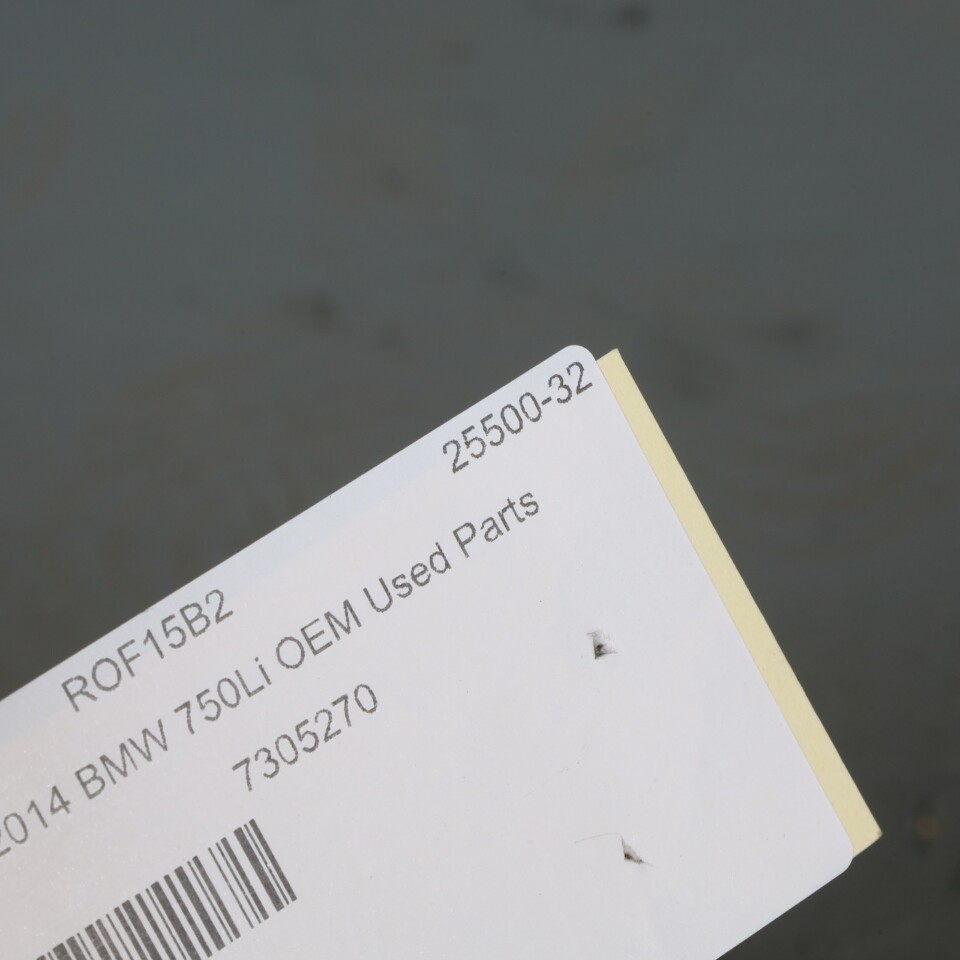 25500-32
ROF15B2
2014 BMW 750Li OEM Used Parts
7305270